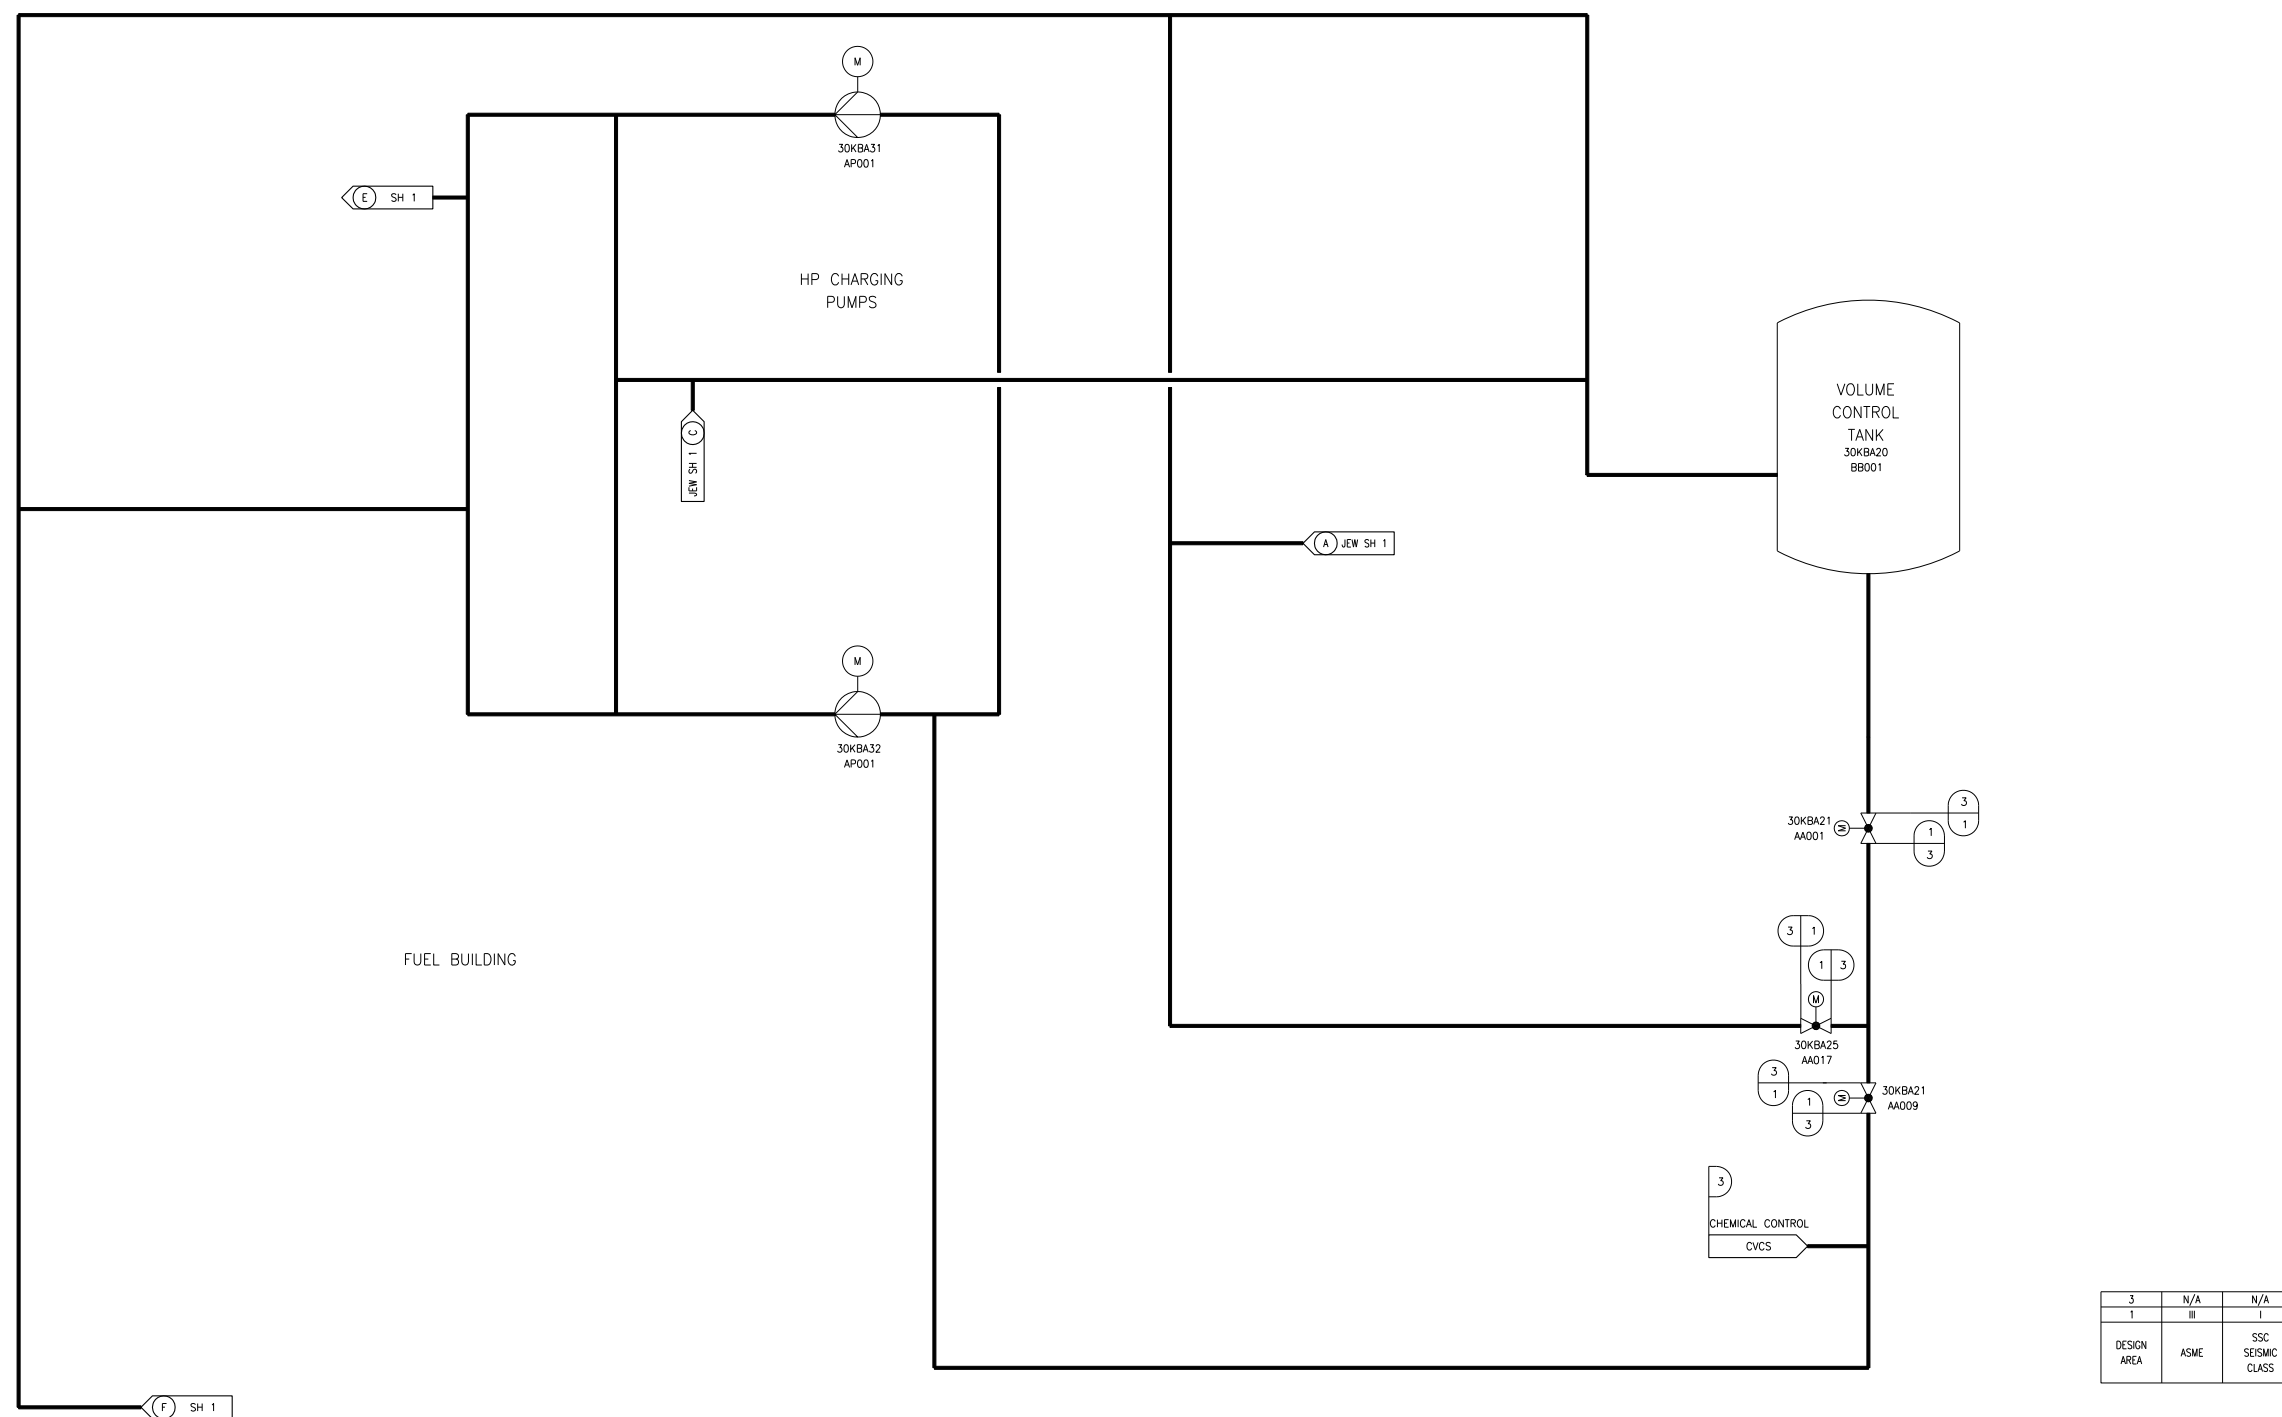 M
30KBA31
AP001
E SH 1
HP CHARGING
PUMPS
VOLUME
CONTROL
TANK
30KBA20
BB001
C JEW SH 1
A JEW SH 1
M
30KBA32
AP001
3
1
30KBA21
AA001
M
1
3
3 1
FUEL BUILDING
1 3
M
30KBA25
AA017
3
1
M
30KBA21
AA009
1
3
3
CHEMICAL CONTROL
CVCS
3 N/A N/A
1 III I
DESIGN
AREA
ASME
SSC
SEISMIC
CLASS
F SH 1